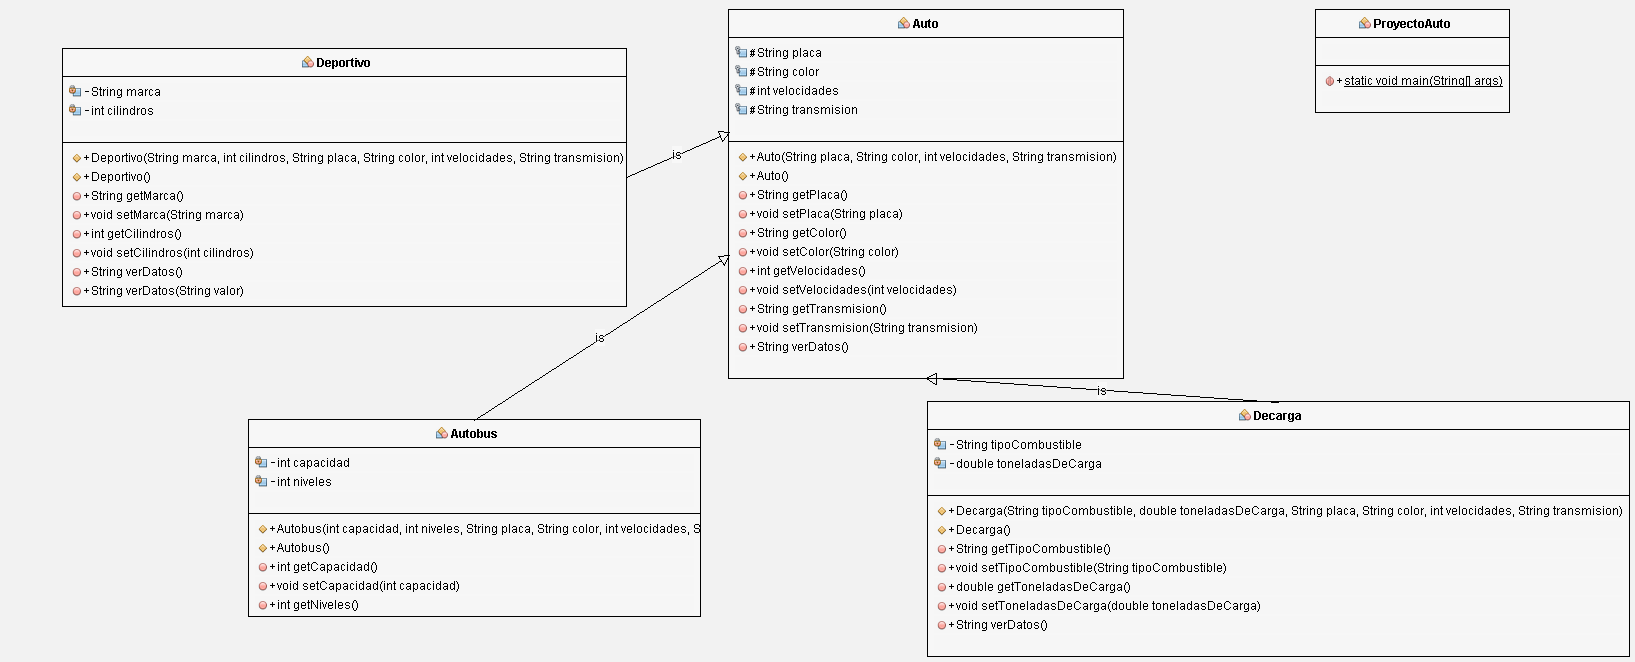 Deportivo
- String marca
- int cilindros
+ Deportivo(String marca, int cilindros, String placa, String color, int velocidades, String transmision)
+ Deportivo()
+ String getMarca()
+ void setMarca(String marca)
+ int getCilindros()
+ void setCilindros(int cilindros)
+ String verDatos()
+ String verDatos(String valor)
is
Auto
# String placa
# String color
# int velocidades
# String transmision
+ Auto(String placa, String color, int velocidades, String transmision)
+ Auto()
+ String getPlaca()
+ void setPlaca(String placa)
+ String getColor()
+ void setColor(String color)
+ int getVelocidades()
+ void setVelocidades(int velocidades)
+ String getTransmision()
+ void setTransmision(String transmision)
+ String verDatos()
ProyectoAuto
+ static void main(String[] args)
is
is
Autobus
- int capacidad
- int niveles
+ Autobus(int capacidad, int niveles, String placa, String color, int velocidades, S
+ Autobus()
+ int getCapacidad()
+ void setCapacidad(int capacidad)
+ int getNiveles()
Decarga
- String tipoCombustible
- double toneladasDeCarga
+ Decarga(String tipoCombustible, double toneladasDeCarga, String placa, String color, int velocidades, String transmision)
+ Decarga()
+ String getTipoCombustible()
+ void setTipoCombustible(String tipoCombustible)
+ double getToneladasDeCarga()
+ void setToneladasDeCarga(double toneladasDeCarga)
+ String verDatos()